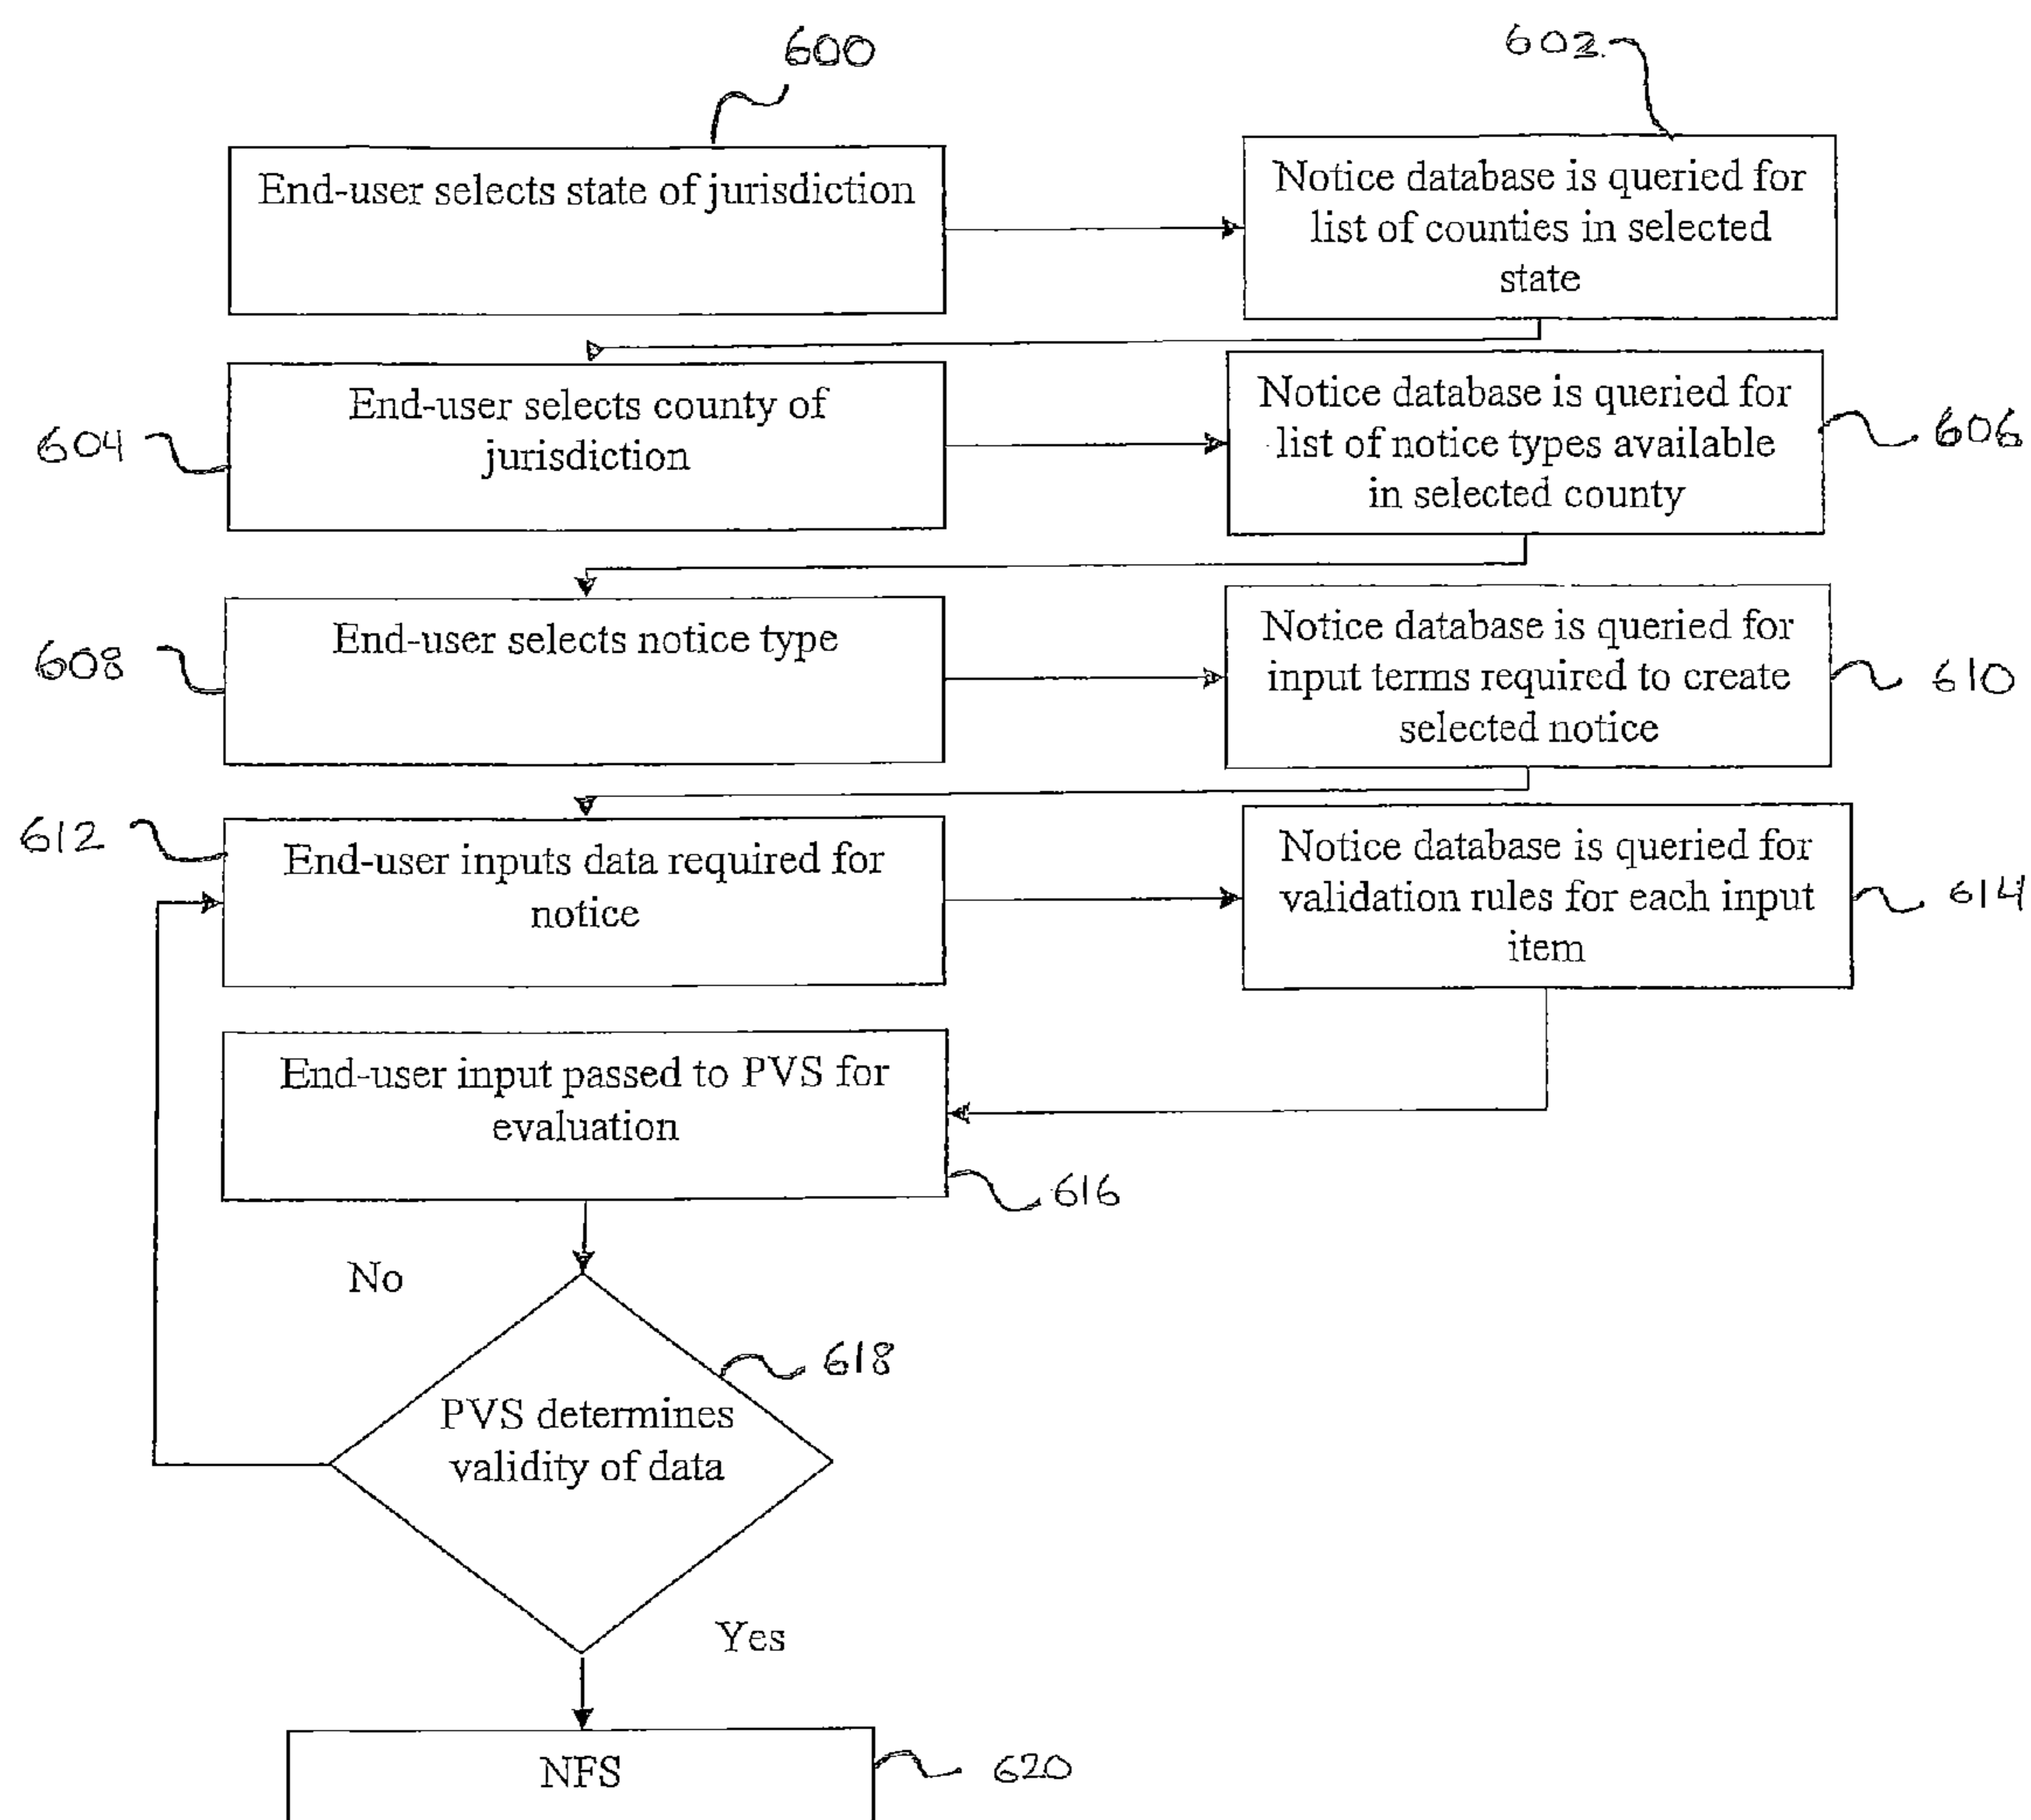 600
602
End-user selects state of jurisdiction
Notice database is queried for
list of counties in selected
state
604
End-user selects county of
jurisdiction
Notice database is queried for
list of notice types available
in selected county
606
608
End-user selects notice type
Notice database is queried for
input terms required to create
selected notice
610
612
End-user inputs data required for
notice
Notice database is queried for
validation rules for each input
item
614
End-user input passed to PVS for
evaluation
616
No
618
PVS determines
validity of data
Yes
NFS
620